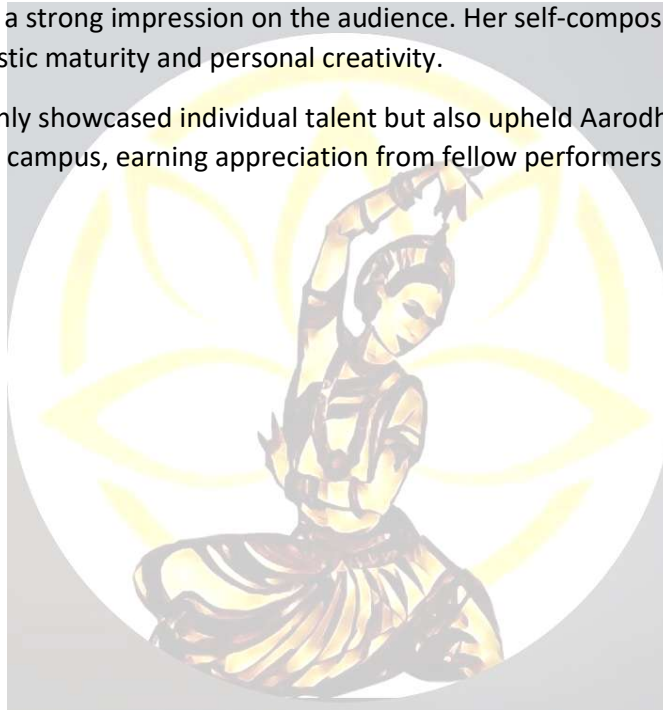 a strong impression on the audience. Her self-compos
stic maturity and personal creativity.
nly showcased individual talent but also upheld Aarodh
campus, earning appreciation from fellow performers